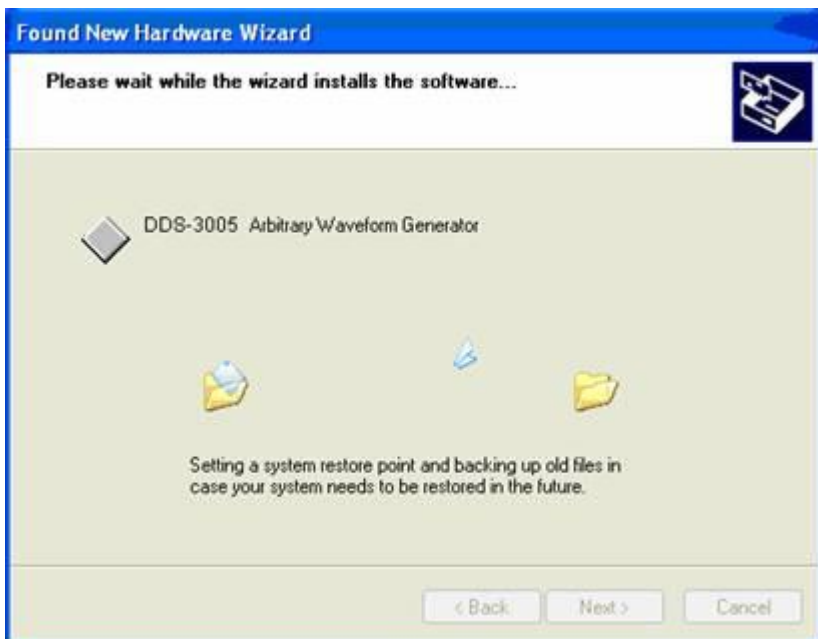 Found New Hardware Wizard
Please wait while the wizard installs the software...
DDS-3005 Arbitrary Waveform Generator
Setting a system restore point and backing up old files in
case your system needs to be restored in the future.
< Back
Next >
Cancel